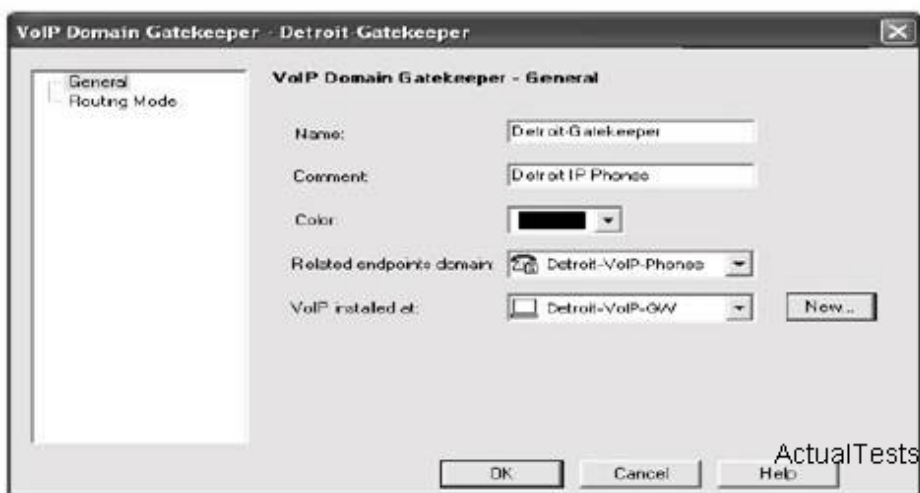 VoIP Domain Gatekeeper - Detroit-Gatekeeper
General
Routing Mode
VoIP Domain Gatekeeper - General
Name: Detroit-Gatekeeper
Comment: Detroit IP Phones
Color:
Related endpoints domain: Detroit-VoIP-Phones
VoIP installed at: Detroit-VoIP-GW New...
OK Cancel Help
ActualTests